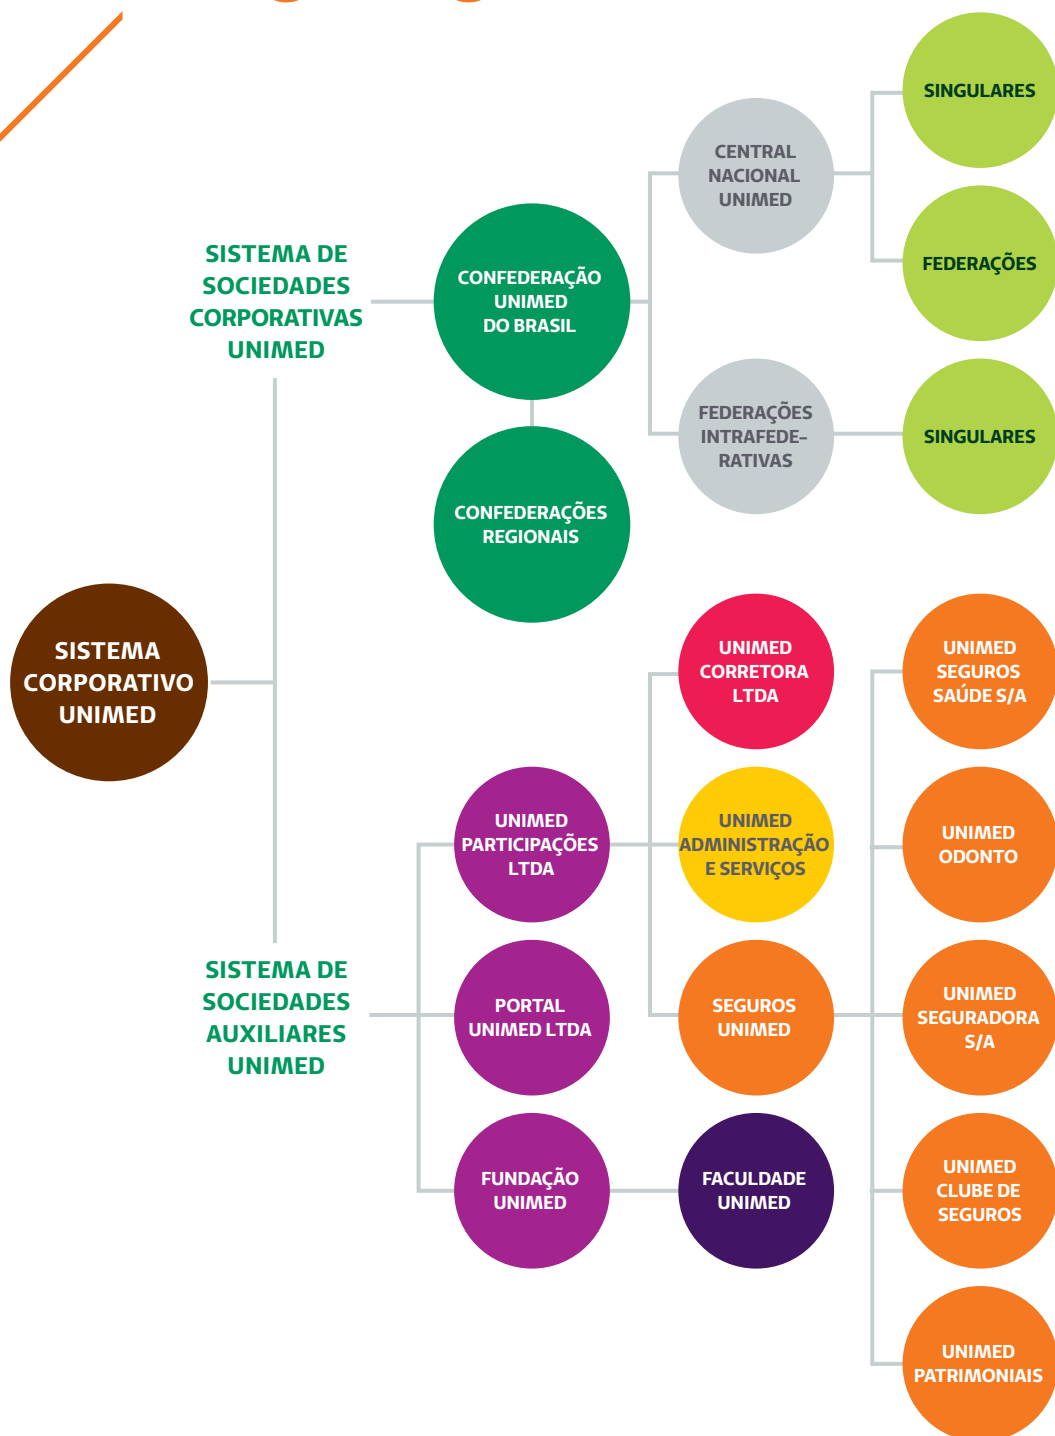 SINGULARES
CENTRAL
NACIONAL
UNIMED
FEDERAÇÕES
SISTEMA DE
SOCIEDADES
CORPORATIVAS
UNIMED
CONFEDERAÇÃO
UNIMED
DO BRASIL
FEDERAÇÕES
INTRAFEDE-
RATIVAS
SINGULARES
CONFEDERAÇÕES
REGIONAIS
SISTEMA
CORPORATIVO
UNIMED
UNIMED
CORRETORA
LTDA
UNIMED
SEGUROS
SAÚDE S/A
UNIMED
PARTICIPAÇÕES
LTDA
UNIMED
ADMINISTRAÇÃO
E SERVIÇOS
UNIMED
ODONTO
SISTEMA DE
SOCIEDADES
AUXILIARES
UNIMED
PORTAL
UNIMED LTDA
SEGUROS
UNIMED
UNIMED
SEGURADORA
S/A
FUNDAÇÃO
UNIMED
FACULDADE
UNIMED
UNIMED
CLUBE DE
SEGUROS
UNIMED
PATRIMONIAIS